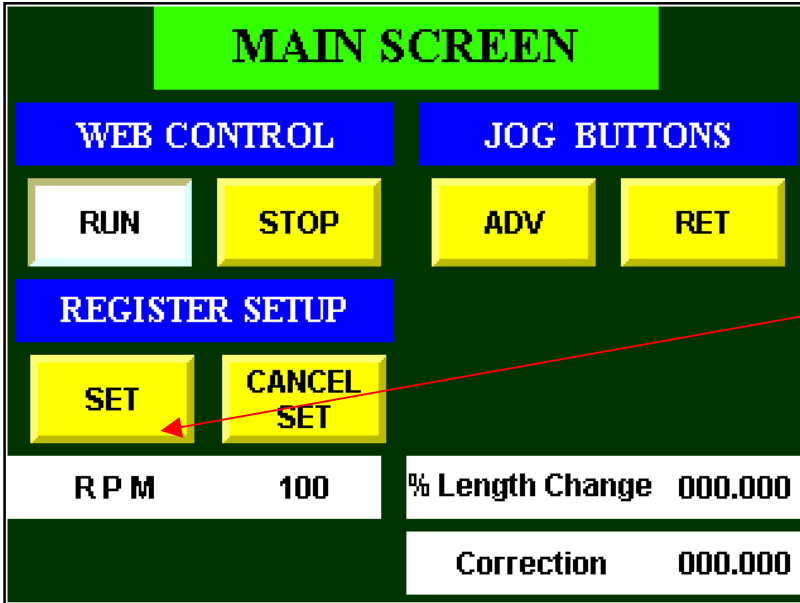 MAIN SCREEN
WEB CONTROL
JOG BUTTONS
RUN
STOP
ADV
RET
REGISTER SETUP
SET
CANCEL
SET
R P M 100
% Length Change 000.000
Correction 000.000